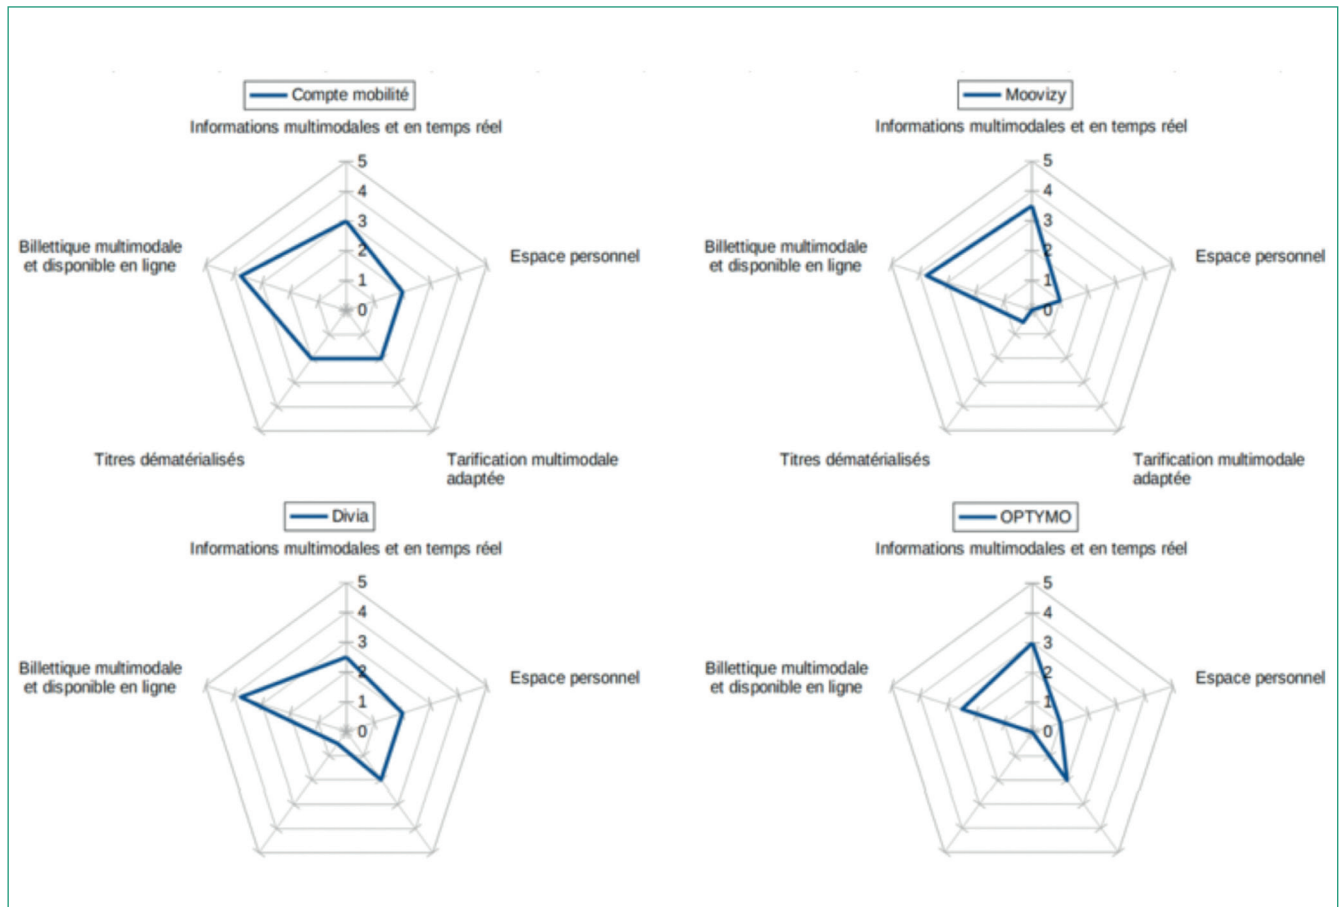 Compte mobilité
Informations multimodales et en temps réel
5
4
3
2
1
0
Billettique multimodale
et disponible en ligne
Espace personnel
Titres dématérialisés
Tarification multimodale
adaptée
Moovizy
Informations multimodales et en temps réel
5
4
3
2
1
0
Billettique multimodale
et disponible en ligne
Espace personnel
Titres dématérialisés
Tarification multimodale
adaptée
Divia
Informations multimodales et en temps réel
5
4
3
2
1
0
Billettique multimodale
et disponible en ligne
Espace personnel
OPTYMO
Informations multimodales et en temps réel
5
4
3
2
1
0
Billettique multimodale
et disponible en ligne
Espace personnel